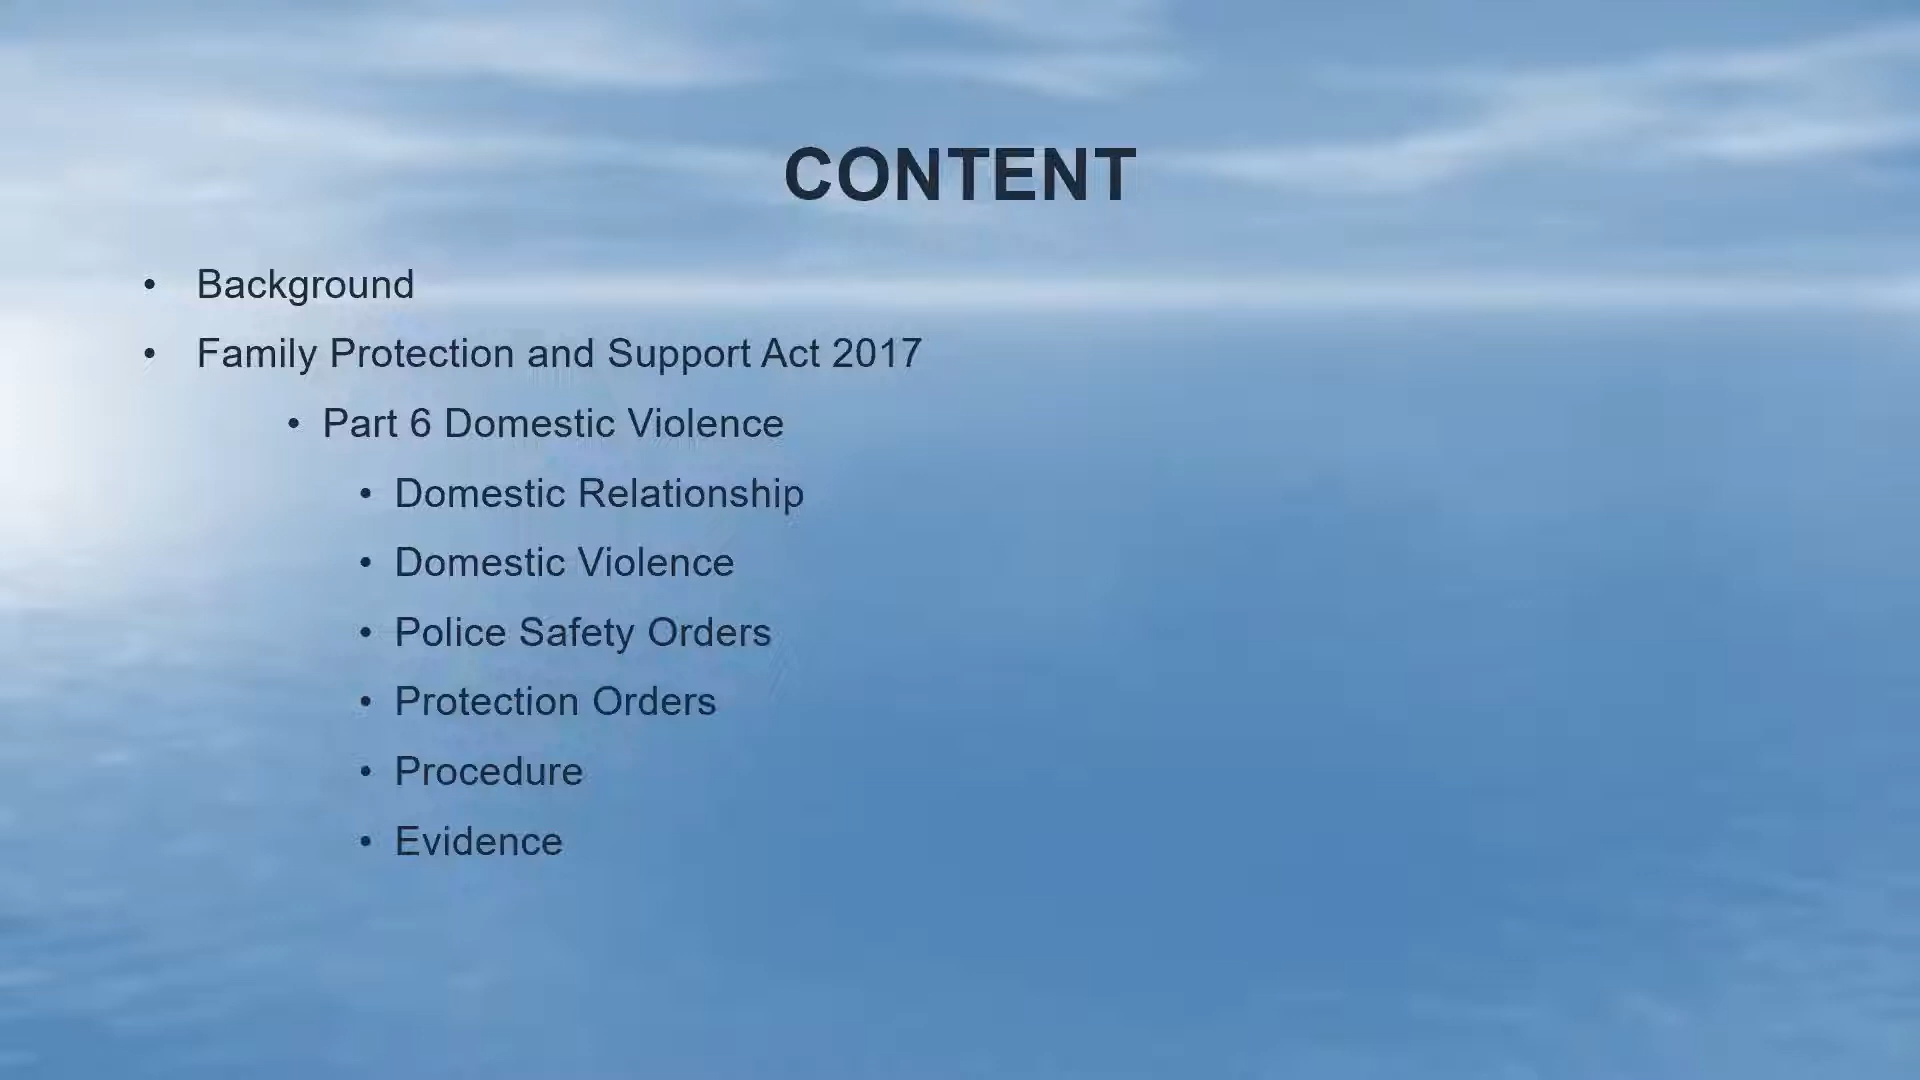 CONTENT
• Background
• Family Protection and Support Act 2017
• Part 6 Domestic Violence
• Domestic Relationship
• Domestic Violence
• Police Safety Orders
• Protection Orders
• Procedure
• Evidence